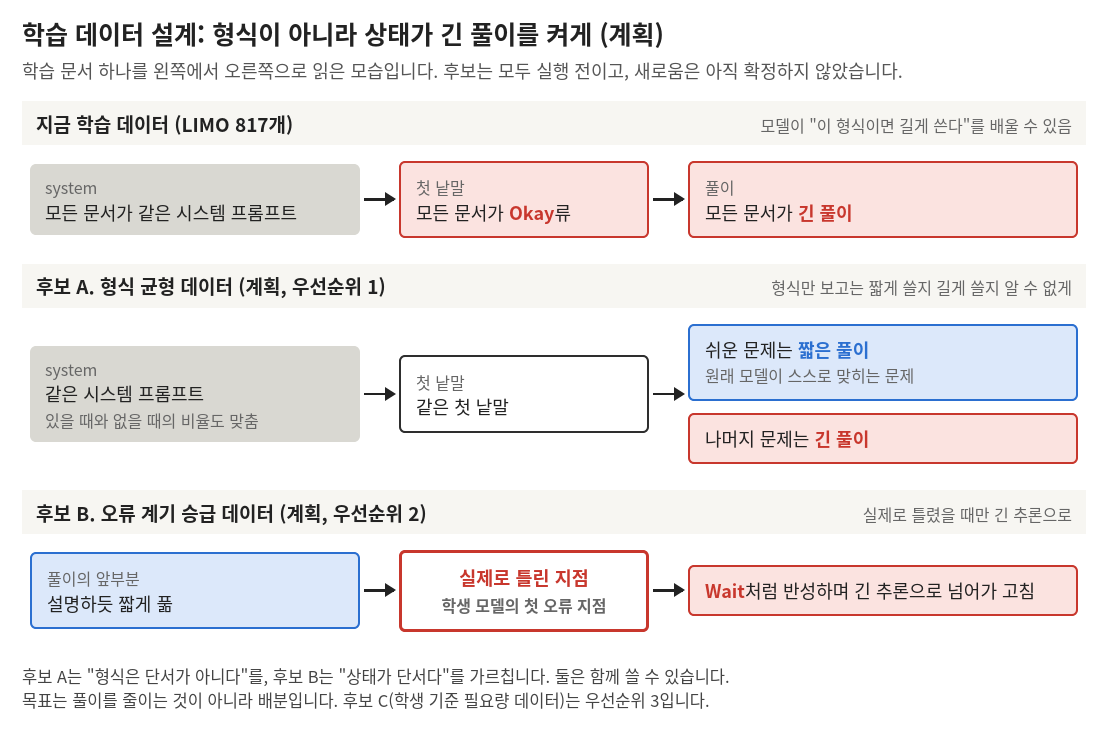 학습 데이터 설계: 형식이 아니라 상태가 긴 풀이를 켜게 (계획)
학습 문서 하나를 왼쪽에서 오른쪽으로 읽은 모습입니다. 후보는 모두 실행 전이고, 새로움은 아직 확정하지 않았습니다.
지금 학습 데이터 (LIMO 817개)
모델이 "이 형식이면 길게 쓴다"를 배울 수 있음
system
모든 문서가 같은 시스템 프롬프트
첫 낱말
모든 문서가 Okay류
풀이
모든 문서가 긴 풀이
후보 A. 형식 균형 데이터 (계획, 우선순위 1)
형식만 보고는 짧게 쓸지 길게 쓸지 알 수 없게
system
같은 시스템 프롬프트
있을 때와 없을 때의 비율도 맞춤
첫 낱말
같은 첫 낱말
쉬운 문제는 짧은 풀이
원래 모델이 스스로 맞히는 문제
나머지 문제는 긴 풀이
후보 B. 오류 계기 승급 데이터 (계획, 우선순위 2)
실제로 틀렸을 때만 긴 추론으로
풀이의 앞부분
설명하듯 짧게 풂
실제로 틀린 지점
학생 모델의 첫 오류 지점
Wait처럼 반성하며 긴 추론으로 넘어가 고침
후보 A는 "형식은 단서가 아니다"를, 후보 B는 "상태가 단서다"를 가르칩니다. 둘은 함께 쓸 수 있습니다.
목표는 풀이를 줄이는 것이 아니라 배분입니다. 후보 C(학생 기준 필요량 데이터)는 우선순위 3입니다.